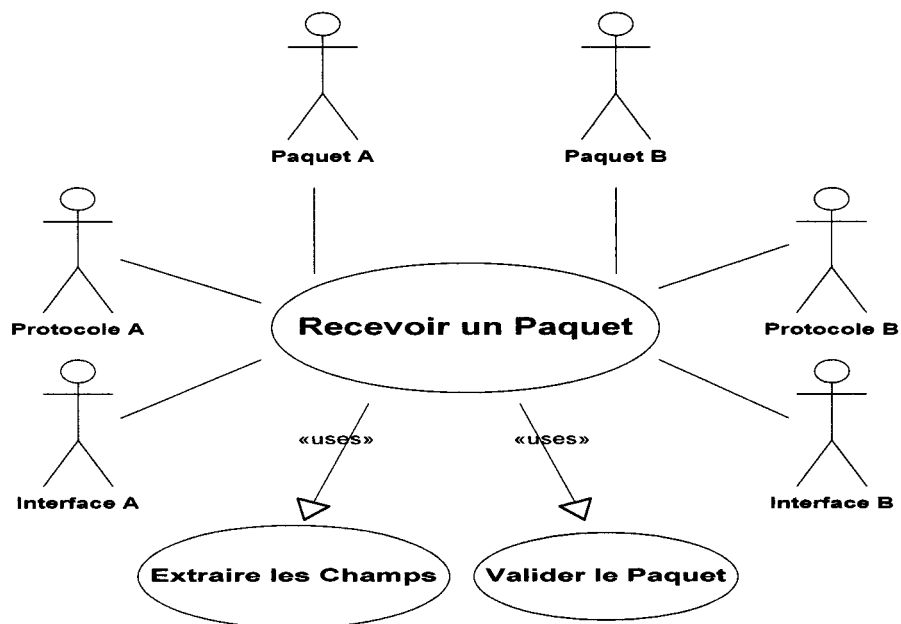 Paquet A
Paquet B
Protocole A
Recevoir un Paquet
Protocole B
Interface A
«uses»
«uses»
Interface B
Extraire les Champs
Valider le Paquet